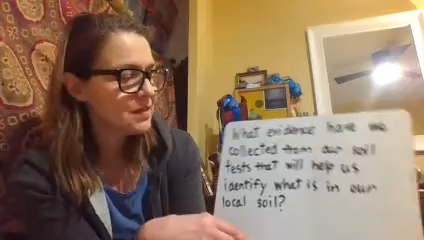 What evidence have we
collected from our soil
tests that will help us
identify what is in our
local soil?